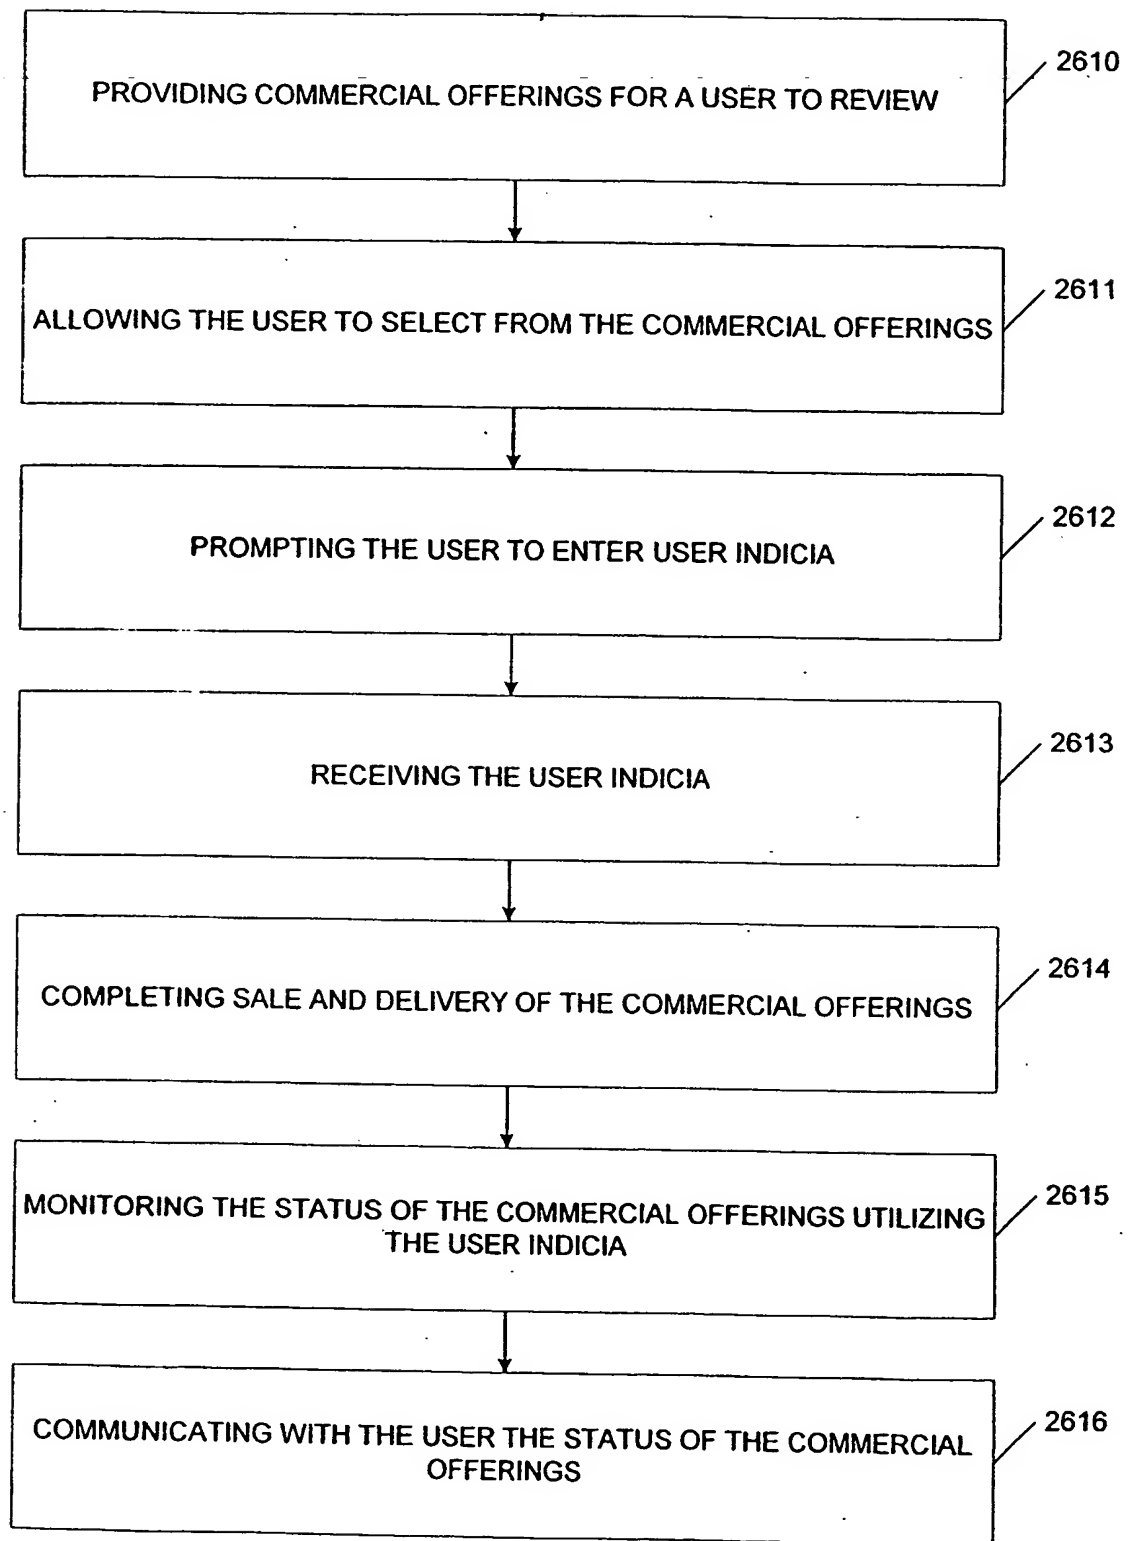 PROVIDING COMMERCIAL OFFERINGS FOR A USER TO REVIEW
2610
ALLOWING THE USER TO SELECT FROM THE COMMERCIAL OFFERINGS
2611
PROMPTING THE USER TO ENTER USER INDICIA
2612
RECEIVING THE USER INDICIA
2613
COMPLETING SALE AND DELIVERY OF THE COMMERCIAL OFFERINGS
2614
MONITORING THE STATUS OF THE COMMERCIAL OFFERINGS UTILIZING
THE USER INDICIA
2615
COMMUNICATING WITH THE USER THE STATUS OF THE COMMERCIAL
OFFERINGS
2616